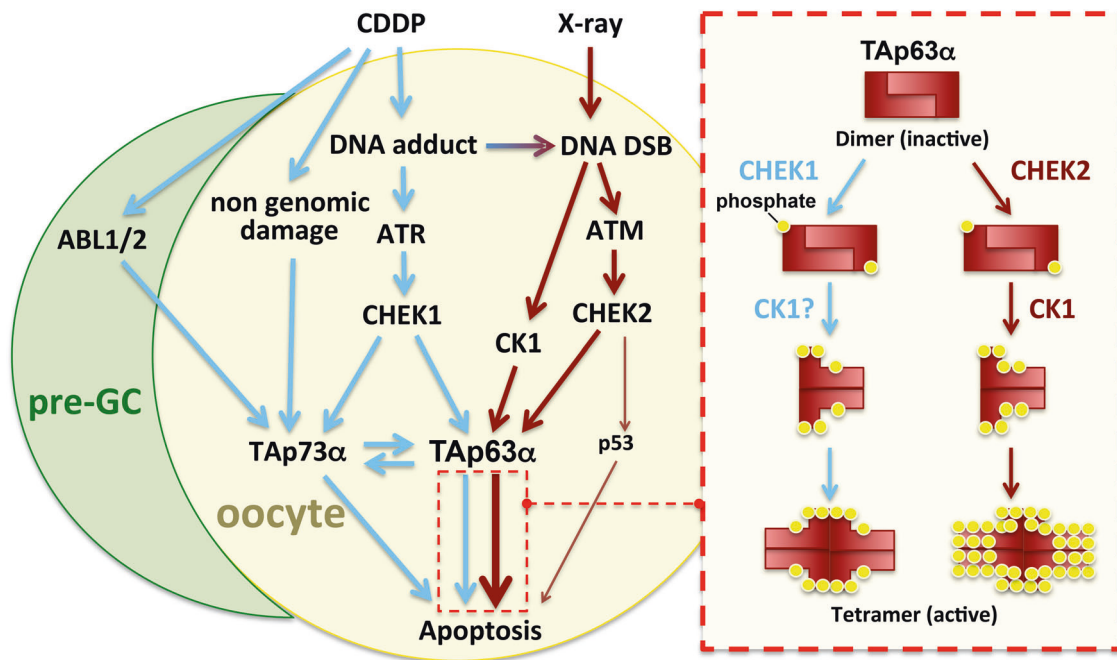 CDDP
X-ray
DNA adduct
DNA DSB
non genomic
damage
ABL1/2
ATR
ATM
CHEK1
CHEK2
CK1
pre-GC
TAp73α
TAp63α
p53
oocyte
Apoptosis
TAp63α
Dimer (inactive)
CHEK1
CHEK2
phosphate
CK1?
CK1
Tetramer (active)